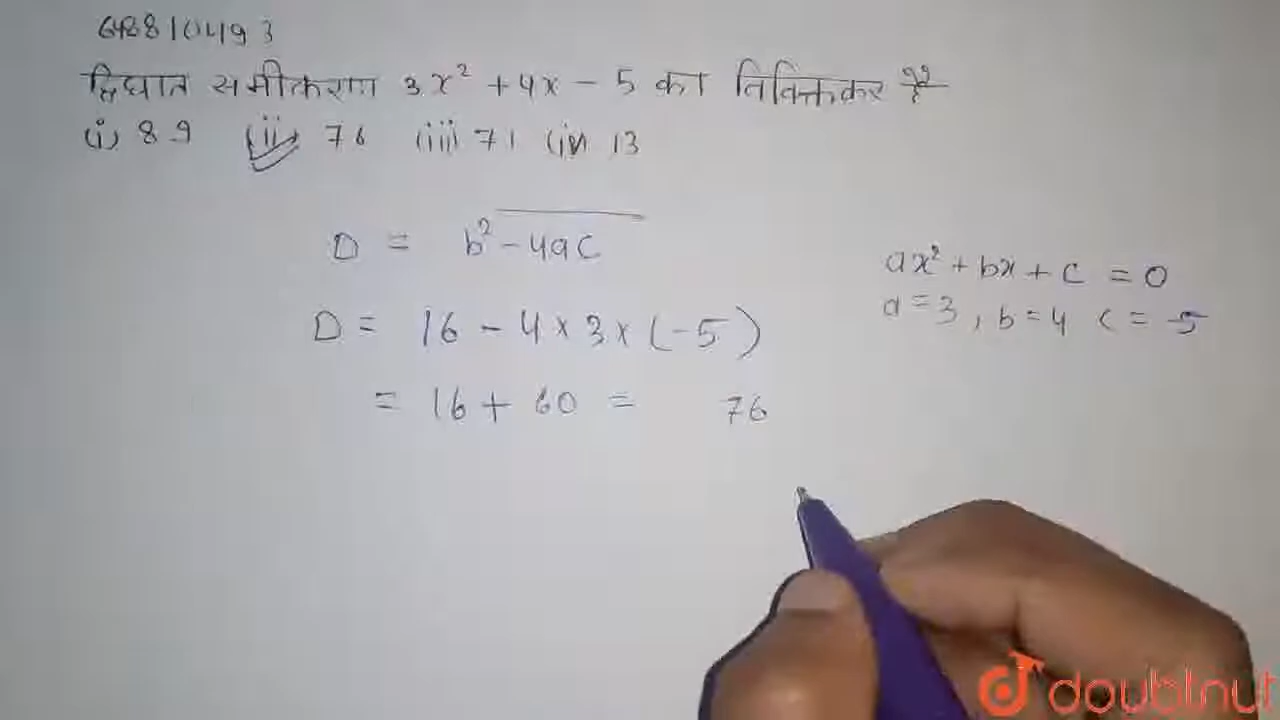 648810493
द्विघात समीकरण 3x² + 4x - 5 का विविक्तकर है
(i) 89 (ii) 76 (iii) 71 (iv) 13
D = b² - 4ac
ax² + bx + c = 0
a = 3, b = 4 c = -5
D = 16 - 4 × 3 × (-5)
= 16 + 60 = 76
doubtnut